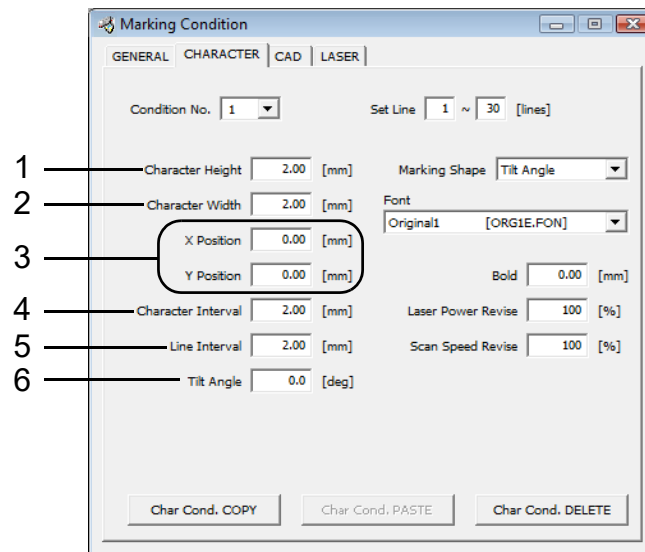 Marking Condition
GENERAL CHARACTER CAD LASER
Condition No. 1 Set Line 1 ~ 30 [lines]
1 Character Height 2.00 [mm] Marking Shape Tilt Angle
2 Character Width 2.00 [mm] Font
Original1 [ORG1E.FON]
3 X Position 0.00 [mm]
Y Position 0.00 [mm] Bold 0.00 [mm]
4 Character Interval 2.00 [mm] Laser Power Revise 100 [%]
5 Line Interval 2.00 [mm] Scan Speed Revise 100 [%]
6 Tilt Angle 0.0 [deg]
Char Cond. COPY Char Cond. PASTE Char Cond. DELETE